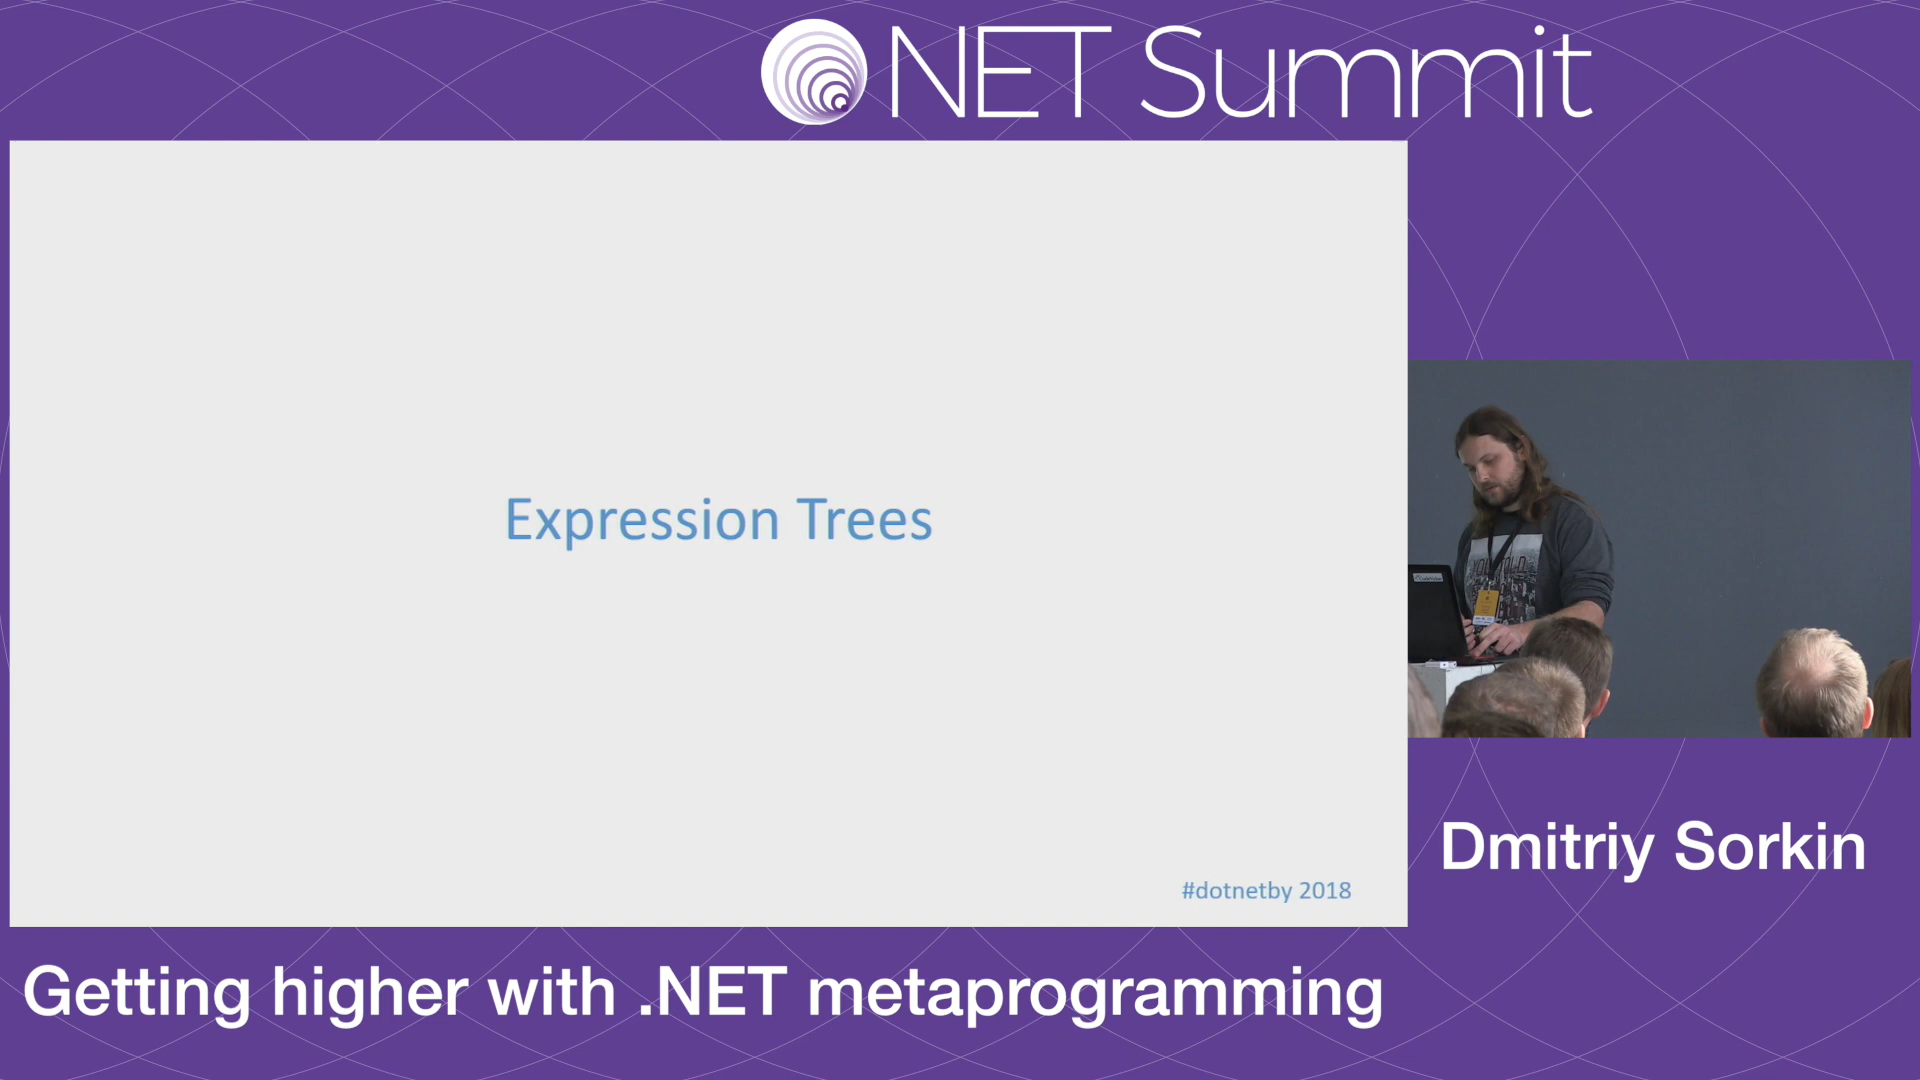 NET Summit
Expression Trees
#dotnetby 2018
Dmitriy Sorkin
Getting higher with .NET metaprogramming